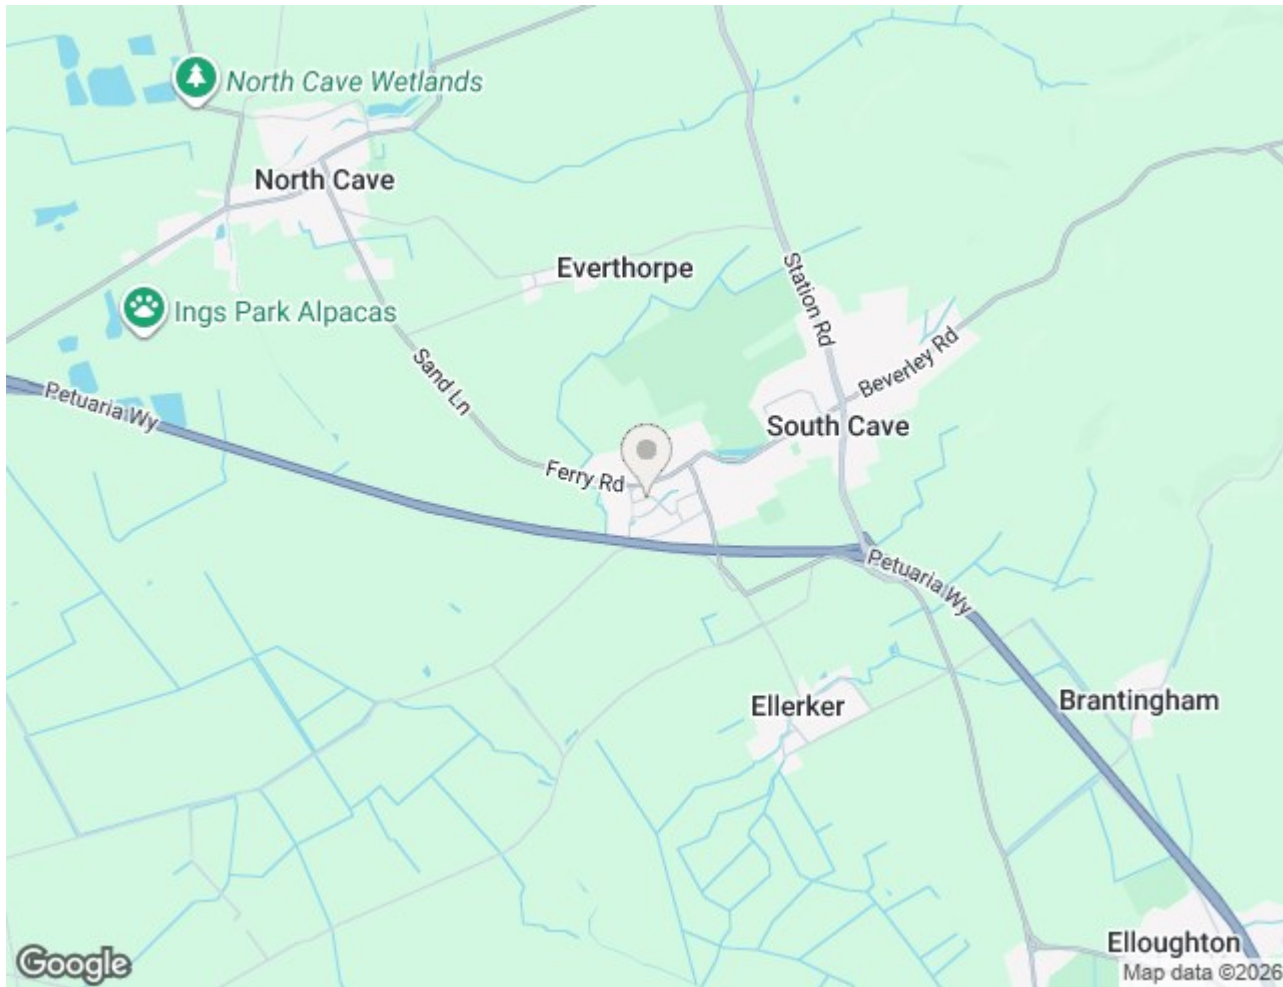 North Cave Wetlands
North Cave
Everthorpe
Station Rd
Ings Park Alpacas
Sand Ln
Beverley Rd
Petuaria Wy
South Cave
Ferry Rd
Petuaria Wy
Ellerker
Brantingham
Elloughton
Google
Map data ©2026